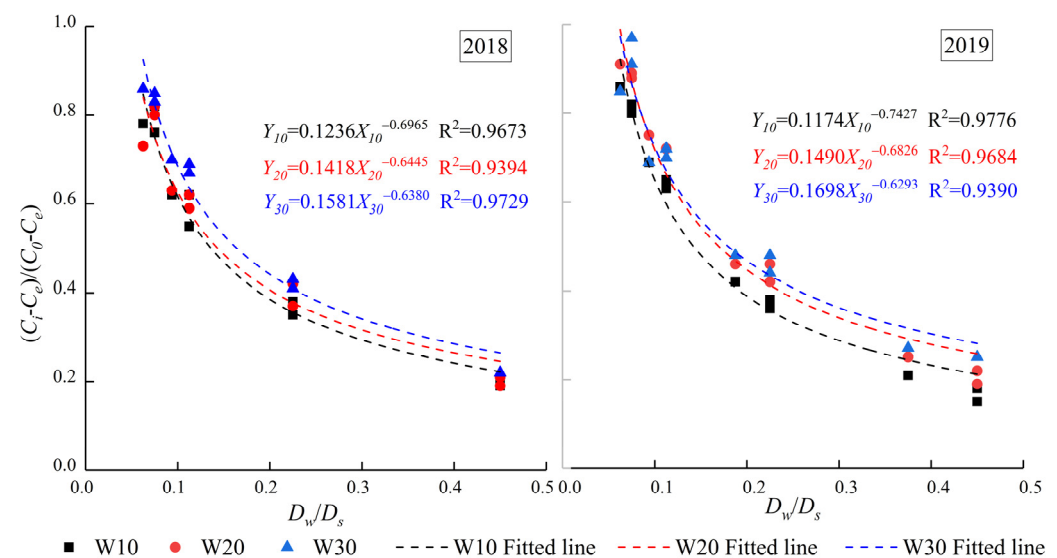 1.0
0.8
0.6
0.4
0.2
0.0
(Cᵢ-Cₑ)/(C₀-Cₑ)
2018
Y₁₀=0.1236X₁₀⁻⁰·⁶⁹⁶⁵ R²=0.9673
Y₂₀=0.1418X₂₀⁻⁰·⁶⁴⁴⁵ R²=0.9394
Y₃₀=0.1581X₃₀⁻⁰·⁶³⁸⁰ R²=0.9729
0.0 0.1 0.2 0.3 0.4 0.5
D_w/D_s
2019
Y₁₀=0.1174X₁₀⁻⁰·⁷⁴²⁷ R²=0.9776
Y₂₀=0.1490X₂₀⁻⁰·⁶⁸²⁶ R²=0.9684
Y₃₀=0.1698X₃₀⁻⁰·⁶²⁹³ R²=0.9390
0.0 0.1 0.2 0.3 0.4 0.5
D_w/D_s
W10 W20 W30 W10 Fitted line W20 Fitted line W30 Fitted line